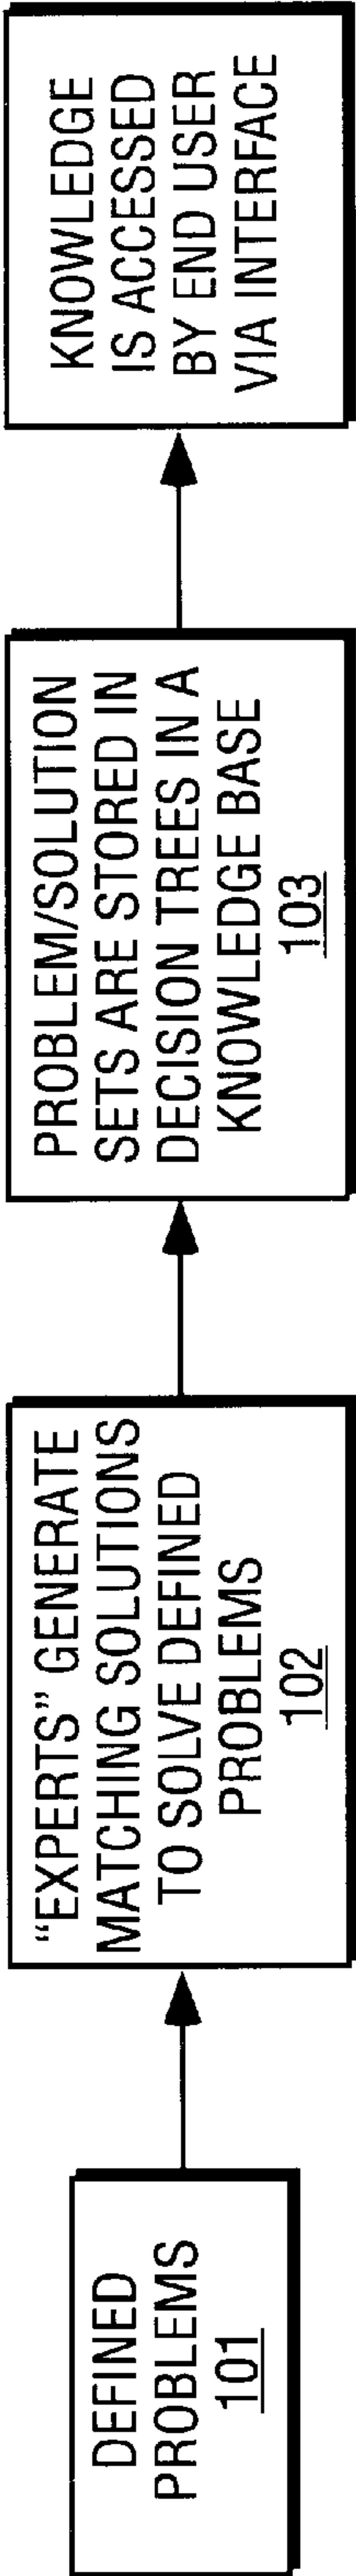 DEFINED
PROBLEMS
101
“EXPERTS” GENERATE
MATCHING SOLUTIONS
TO SOLVE DEFINED
PROBLEMS
102
PROBLEM/SOLUTION
SETS ARE STORED IN
DECISION TREES IN A
KNOWLEDGE BASE
103
KNOWLEDGE
IS ACCESSED
BY END USER
VIA INTERFACE